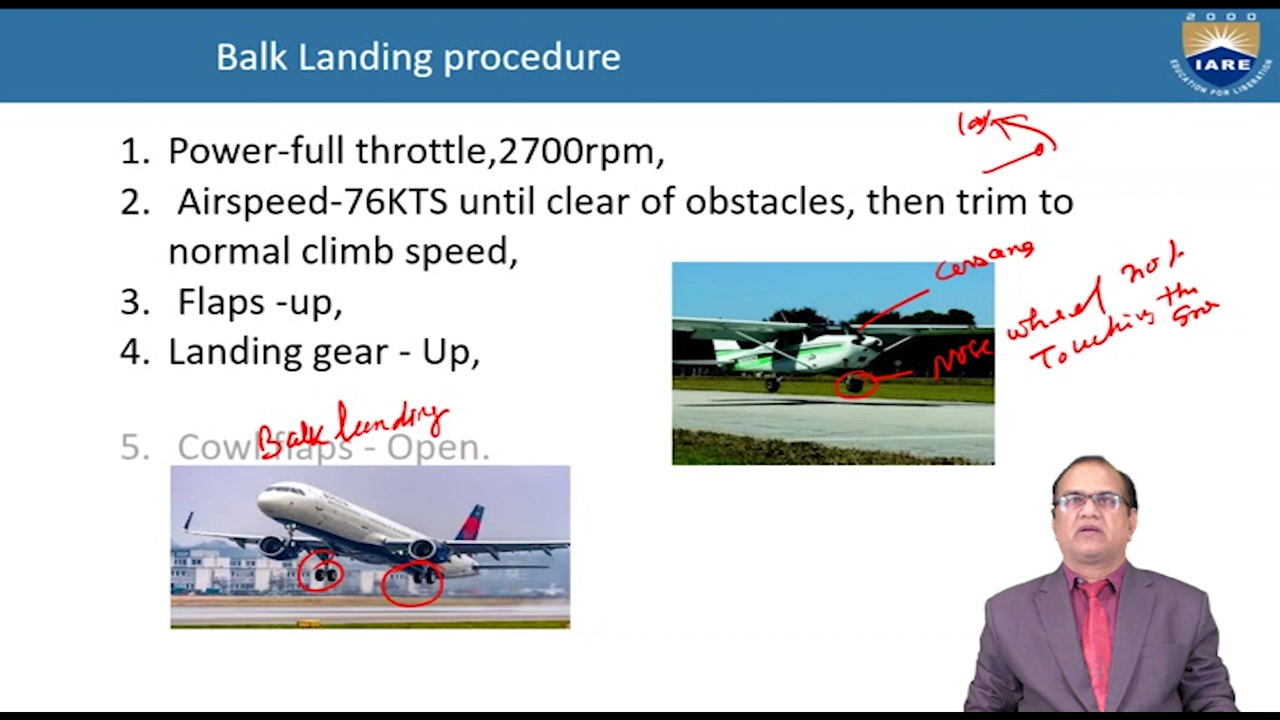 Balk Landing procedure
2000
IARE
EDUCATION FOR LIBERATION
1. Power-full throttle,2700rpm,
2. Airspeed-76KTS until clear of obstacles, then trim to
normal climb speed,
3. Flaps -up,
4. Landing gear - Up,
5. Cowl flaps - Open.
Balk landing
Nose wheel not
Touching the